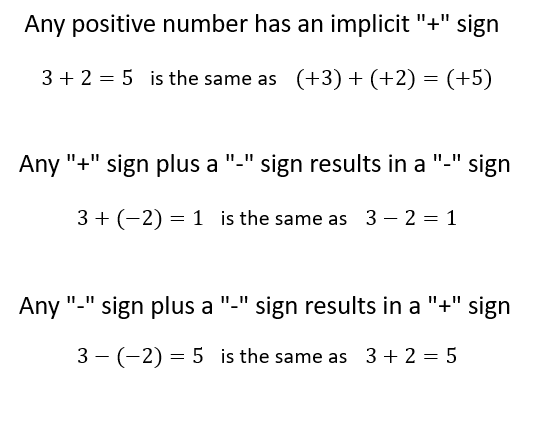 Any positive number has an implicit "+" sign
3 + 2 = 5 is the same as (+3) + (+2) = (+5)
Any "+" sign plus a "-" sign results in a "-" sign
3 + (−2) = 1 is the same as 3 − 2 = 1
Any "-" sign plus a "-" sign results in a "+" sign
3 − (−2) = 5 is the same as 3 + 2 = 5